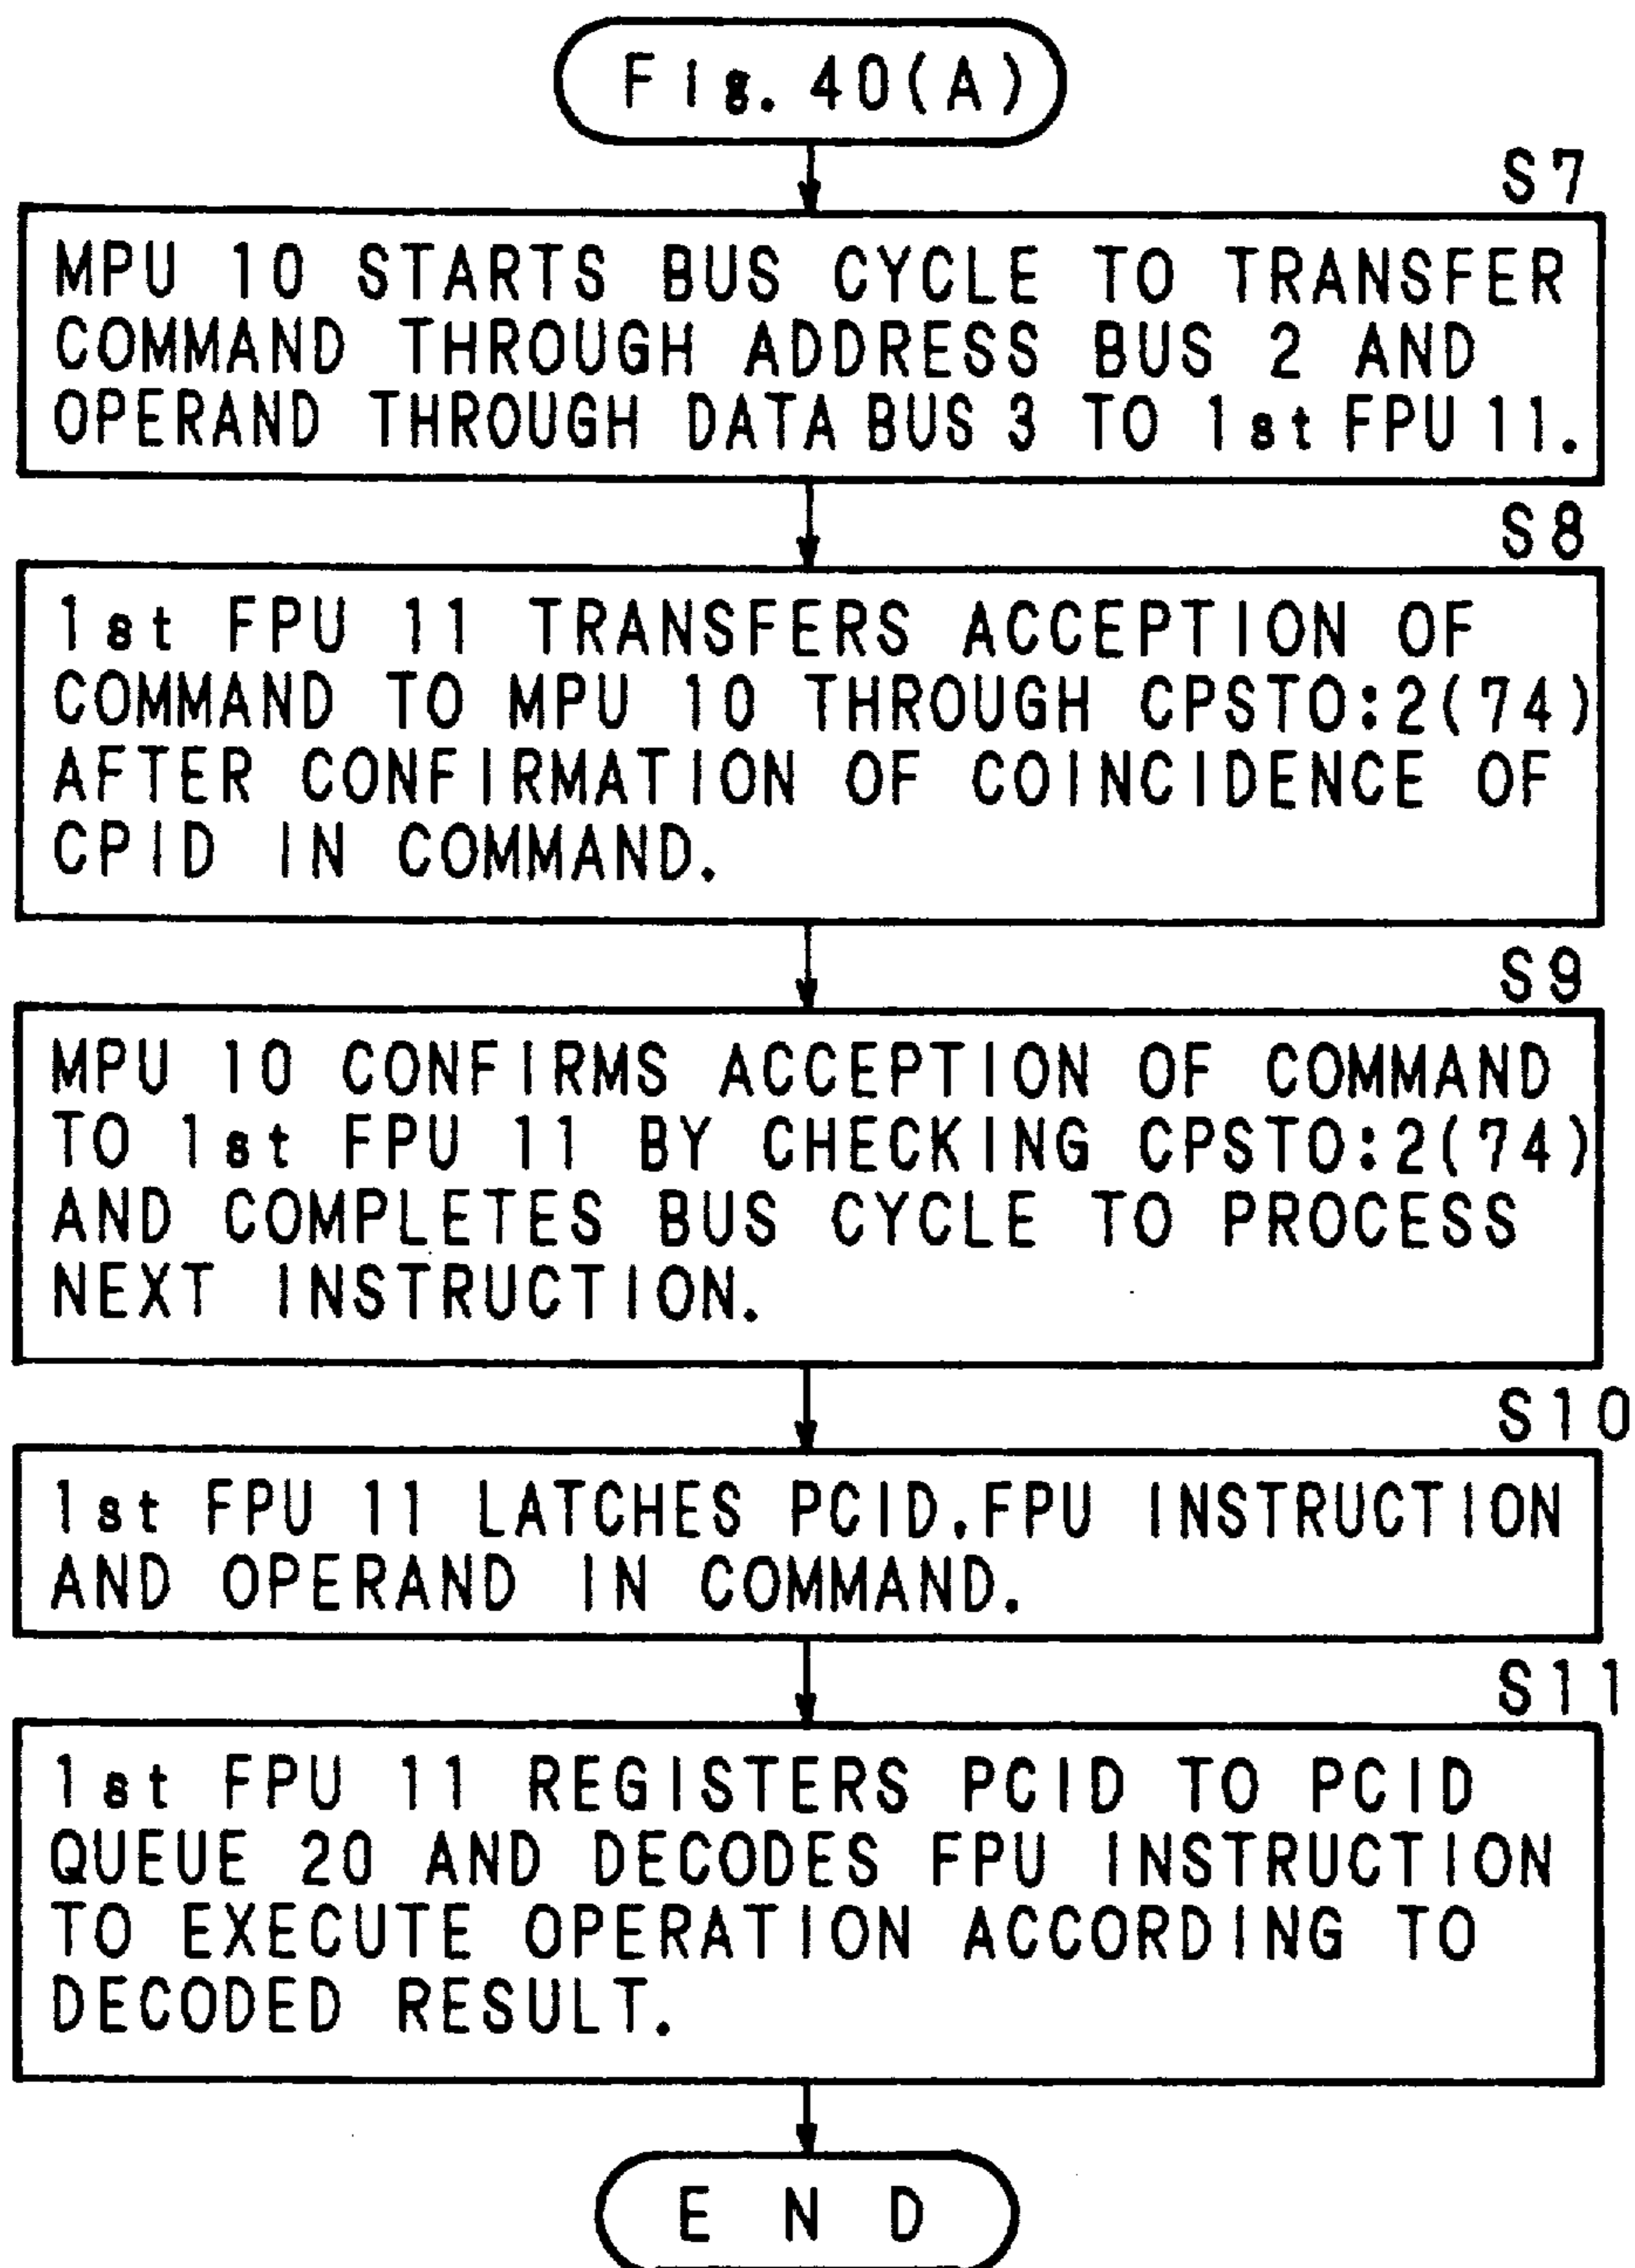 Fig. 40(A)
S7
MPU 10 STARTS BUS CYCLE TO TRANSFER
COMMAND THROUGH ADDRESS BUS 2 AND
OPERAND THROUGH DATA BUS 3 TO 1st FPU 11.
S8
1st FPU 11 TRANSFERS ACCEPTION OF
COMMAND TO MPU 10 THROUGH CPST0:2(74)
AFTER CONFIRMATION OF COINCIDENCE OF
CPID IN COMMAND.
S9
MPU 10 CONFIRMS ACCEPTION OF COMMAND
TO 1st FPU 11 BY CHECKING CPST0:2(74)
AND COMPLETES BUS CYCLE TO PROCESS
NEXT INSTRUCTION.
S10
1st FPU 11 LATCHES PCID.FPU INSTRUCTION
AND OPERAND IN COMMAND.
S11
1st FPU 11 REGISTERS PCID TO PCID
QUEUE 20 AND DECODES FPU INSTRUCTION
TO EXECUTE OPERATION ACCORDING TO
DECODED RESULT.
END